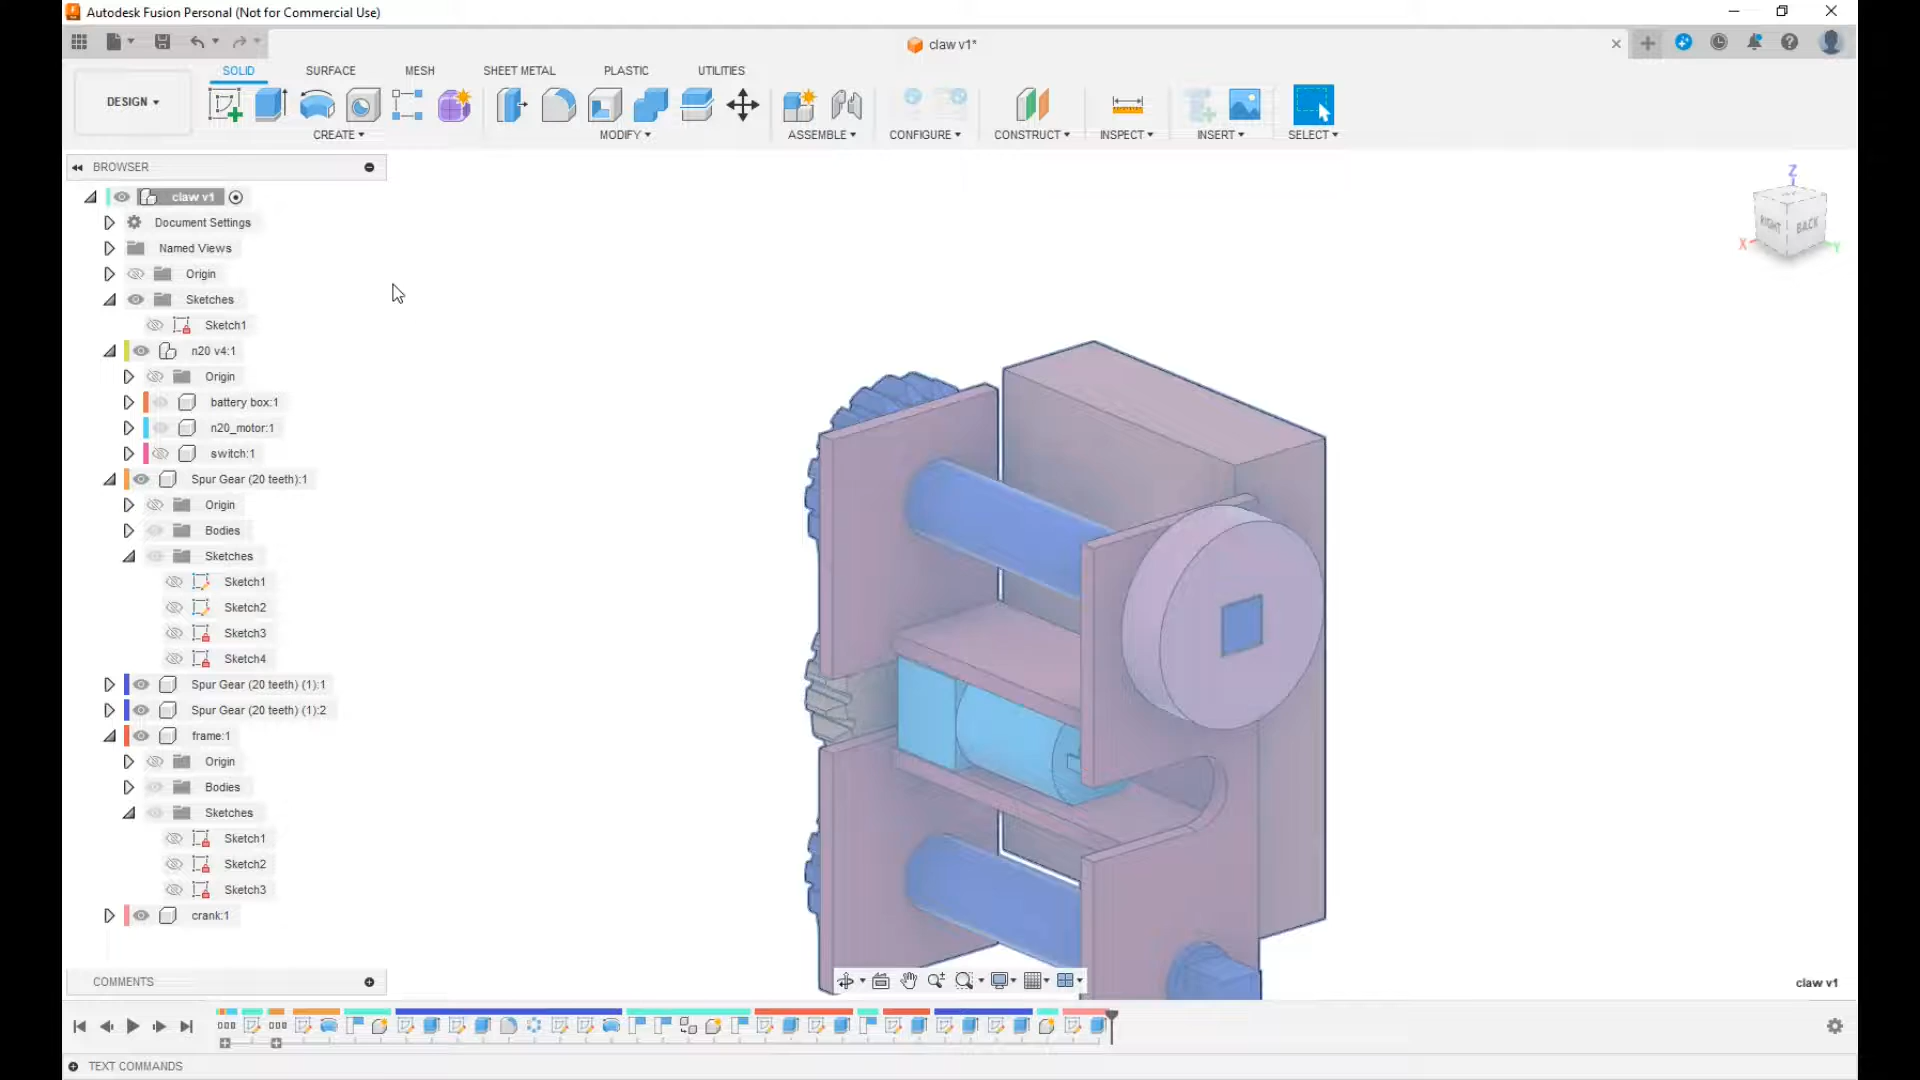 Autodesk Fusion Personal (Not for Commercial Use)
claw v1*
SOLID SURFACE MESH SHEET METAL PLASTIC UTILITIES
DESIGN
CREATE MODIFY ASSEMBLE CONFIGURE CONSTRUCT INSPECT INSERT SELECT
BROWSER
claw v1
Document Settings
Named Views
Origin
Sketches
Sketch1
n20 v4:1
Origin
battery box:1
n20_motor:1
switch:1
Spur Gear (20 teeth):1
Origin
Bodies
Sketches
Sketch1
Sketch2
Sketch3
Sketch4
Spur Gear (20 teeth) (1):1
Spur Gear (20 teeth) (1):2
frame:1
Origin
Bodies
Sketches
Sketch1
Sketch2
Sketch3
crank:1
Z
RIGHT BACK
X
Y
COMMENTS
claw v1
TEXT COMMANDS